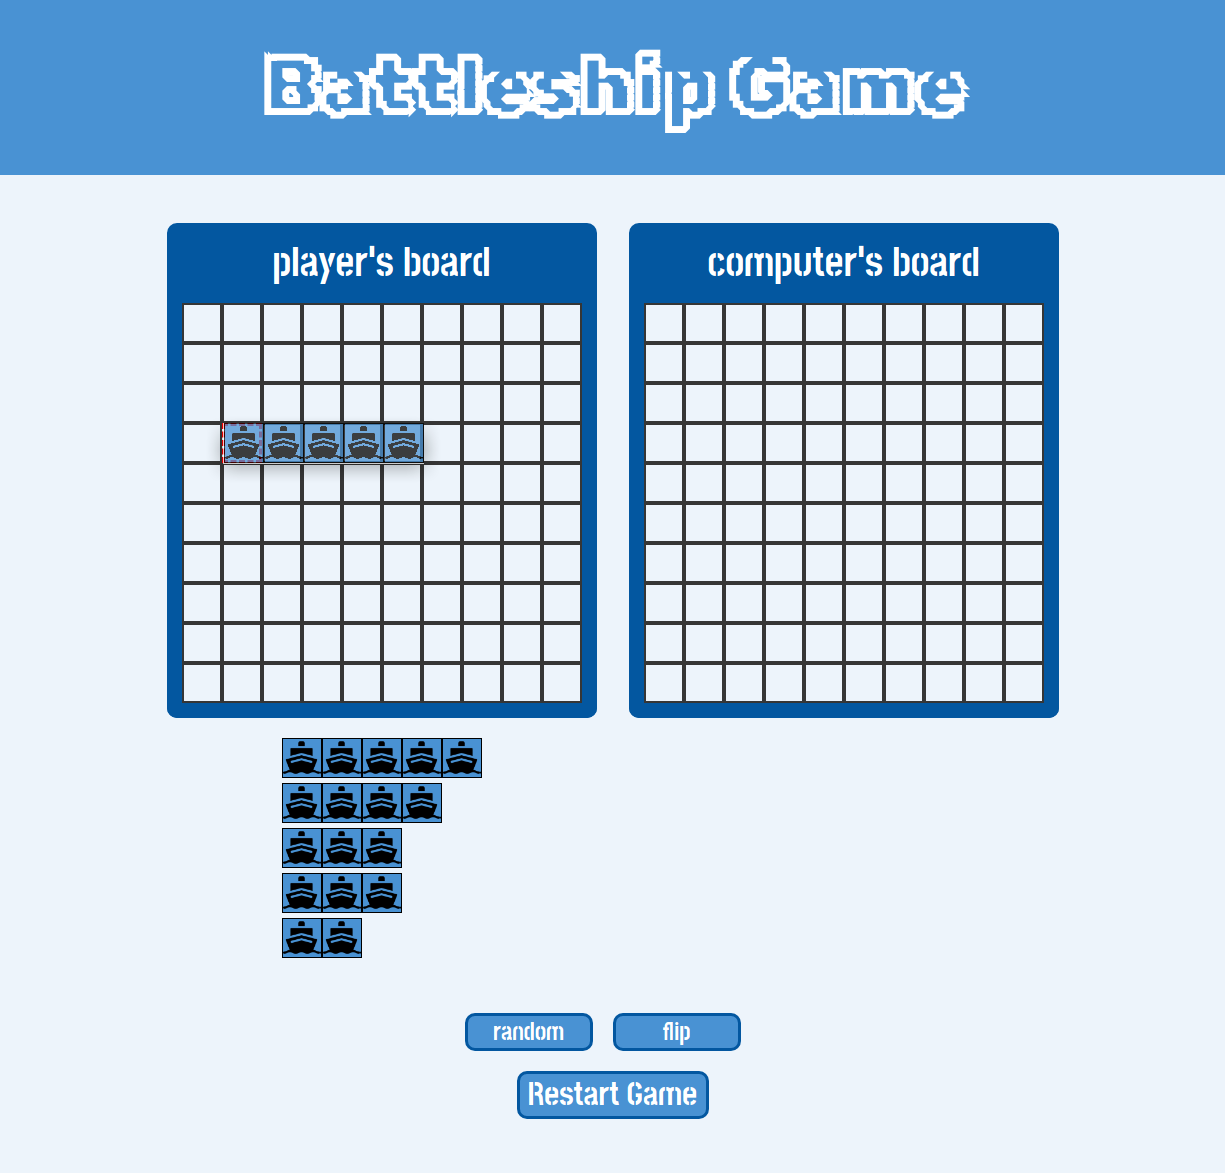 Battleship Game
player's board
computer's board
random
flip
Restart Game